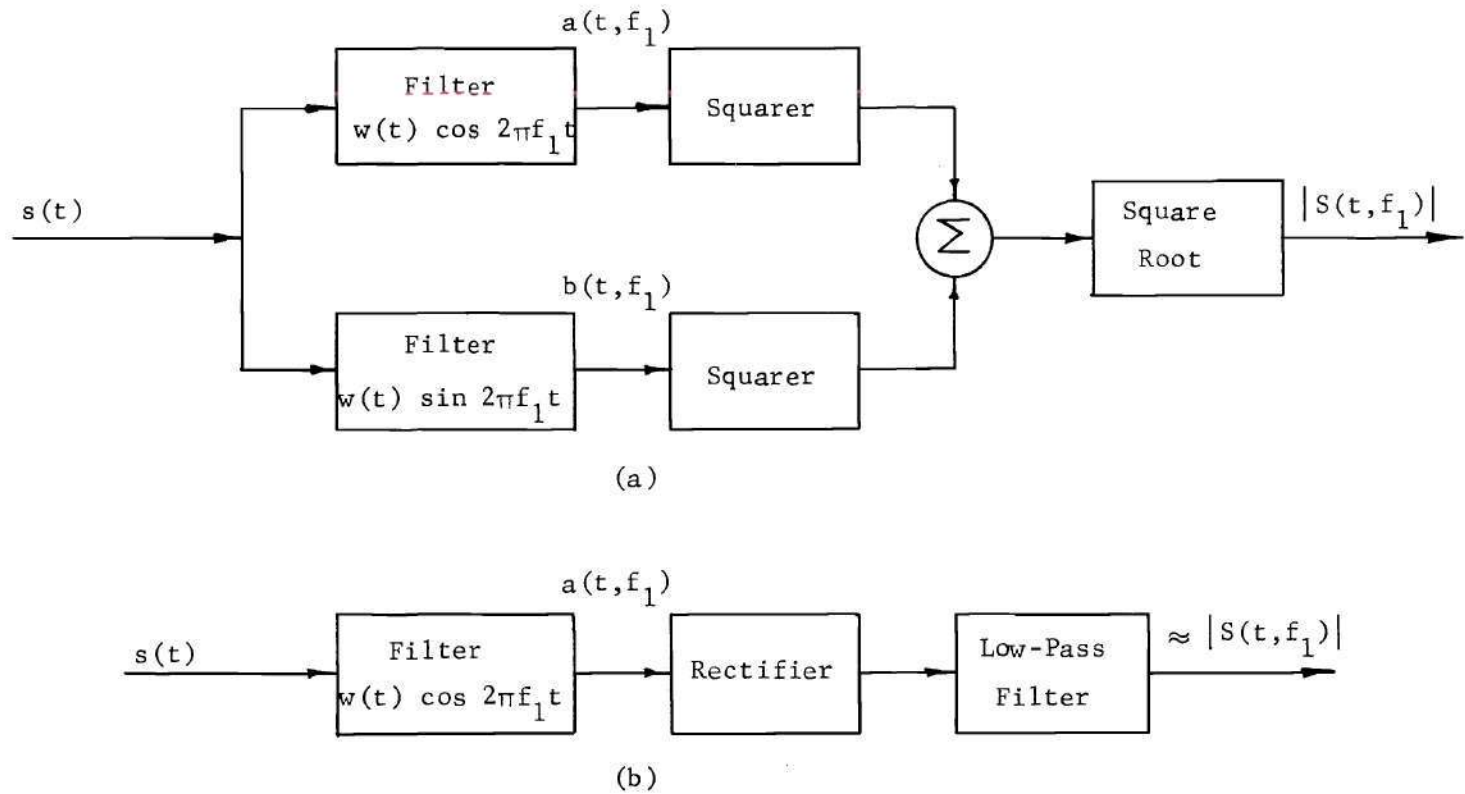 a(t,f₁)
Filter
w(t) cos 2πf₁t
Squarer
s(t)
Σ
Square
Root
|S(t,f₁)|
b(t,f₁)
Filter
w(t) sin 2πf₁t
Squarer
(a)
a(t,f₁)
s(t)
Filter
w(t) cos 2πf₁t
Rectifier
Low-Pass
Filter
≈ |S(t,f₁)|
(b)